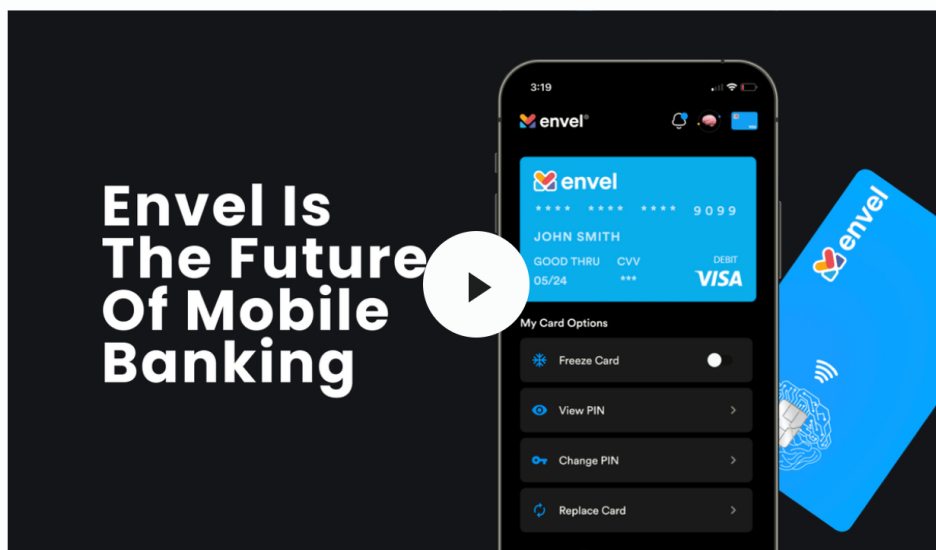 Envel Is
The Future
Of Mobile
Banking
3:19
envel®
envel
**** **** **** 9099
JOHN SMITH
GOOD THRU CVV
05/24 ***
DEBIT
VISA
My Card Options
Freeze Card
View PIN
Change PIN
Replace Card
envel